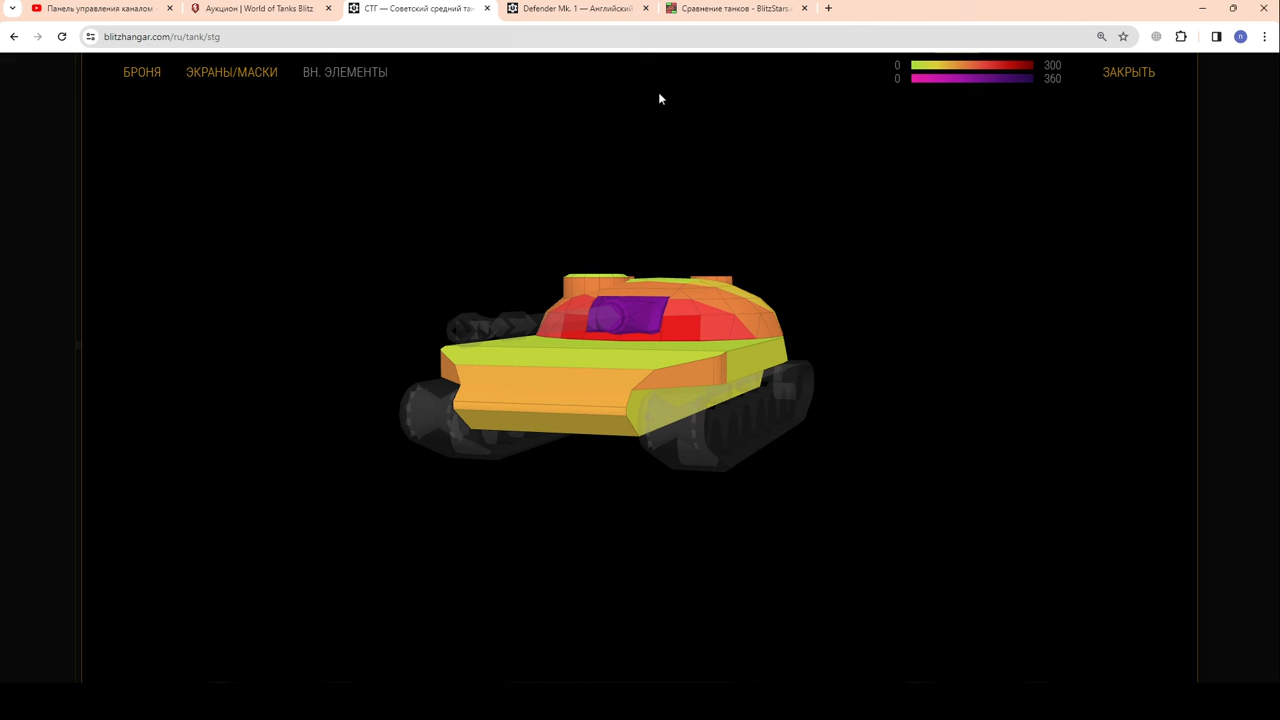 Панель управления каналом
Аукцион | World of Tanks Blitz
СТГ — Советский средний тан
Defender Mk. 1 — Английский
Сравнение танков - BlitzStars.
blitzhangar.com/ru/tank/stg
n
БРОНЯ ЭКРАНЫ/МАСКИ ВН. ЭЛЕМЕНТЫ
0 300
0 360
ЗАКРЫТЬ